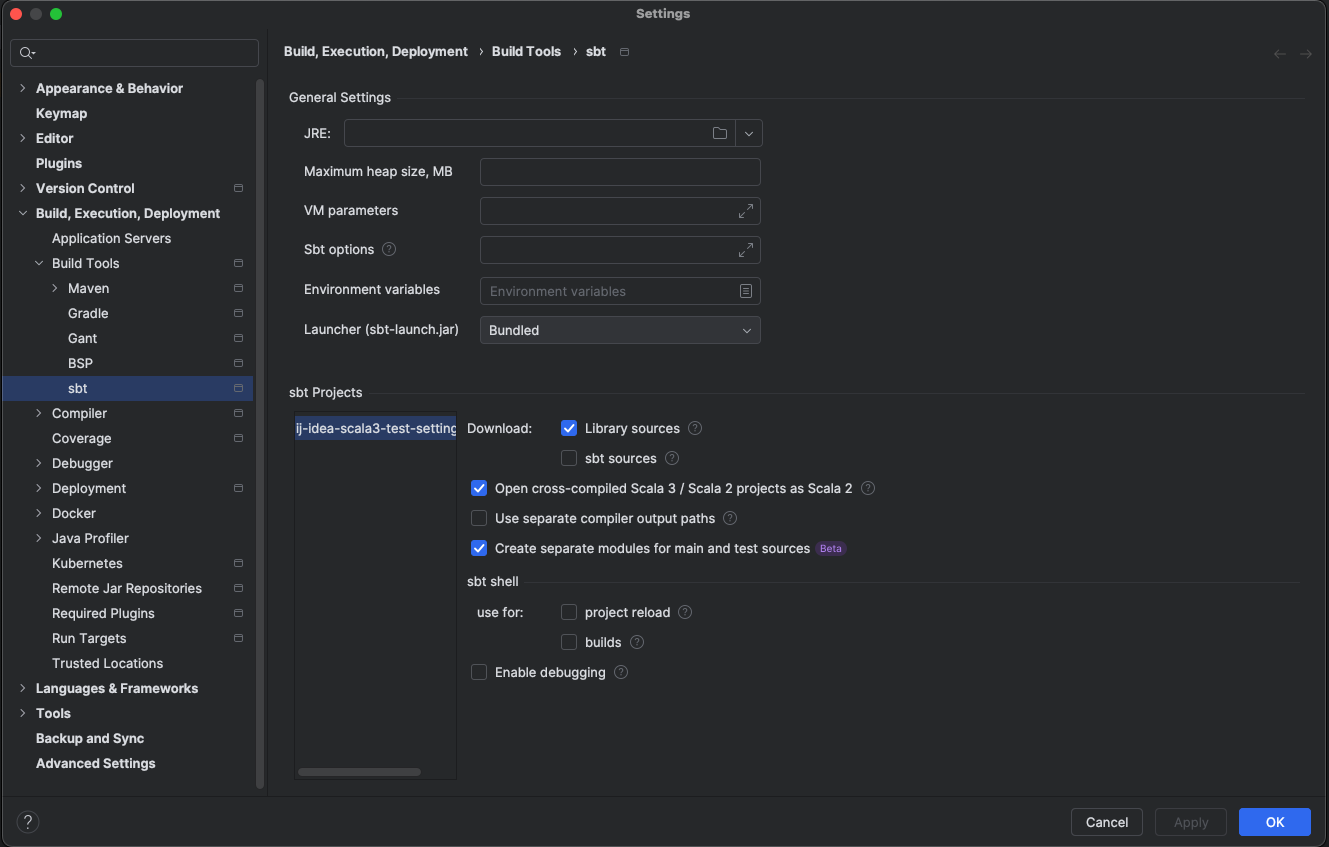 Settings
Appearance & Behavior
Keymap
Editor
Plugins
Version Control
Build, Execution, Deployment
Application Servers
Build Tools
Maven
Gradle
Gant
BSP
sbt
Compiler
Coverage
Debugger
Deployment
Docker
Java Profiler
Kubernetes
Remote Jar Repositories
Required Plugins
Run Targets
Trusted Locations
Languages & Frameworks
Tools
Backup and Sync
Advanced Settings
Build, Execution, Deployment › Build Tools › sbt
General Settings
JRE:
Maximum heap size, MB
VM parameters
Sbt options ?
Environment variables Environment variables
Launcher (sbt-launch.jar) Bundled
sbt Projects
ij-idea-scala3-test-setting
Download: Library sources ?
sbt sources ?
Open cross-compiled Scala 3 / Scala 2 projects as Scala 2 ?
Use separate compiler output paths ?
Create separate modules for main and test sources Beta
sbt shell
use for: project reload ?
builds ?
Enable debugging ?
? Cancel Apply OK